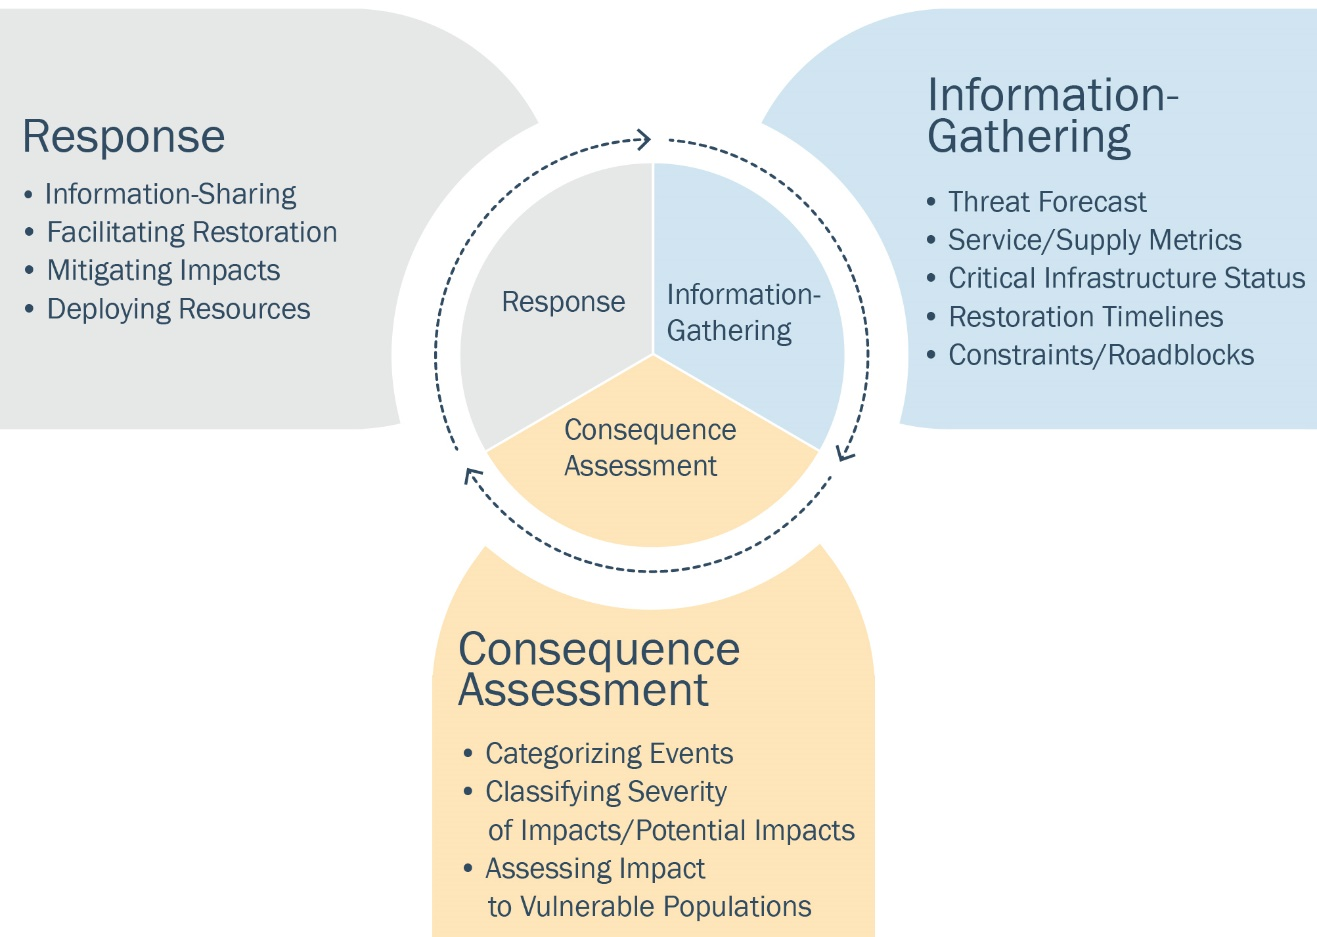 Response
• Information-Sharing
• Facilitating Restoration
• Mitigating Impacts
• Deploying Resources
Information-
Gathering
• Threat Forecast
• Service/Supply Metrics
• Critical Infrastructure Status
• Restoration Timelines
• Constraints/Roadblocks
Response
Information-
Gathering
Consequence
Assessment
Consequence
Assessment
• Categorizing Events
• Classifying Severity
of Impacts/Potential Impacts
• Assessing Impact
to Vulnerable Populations